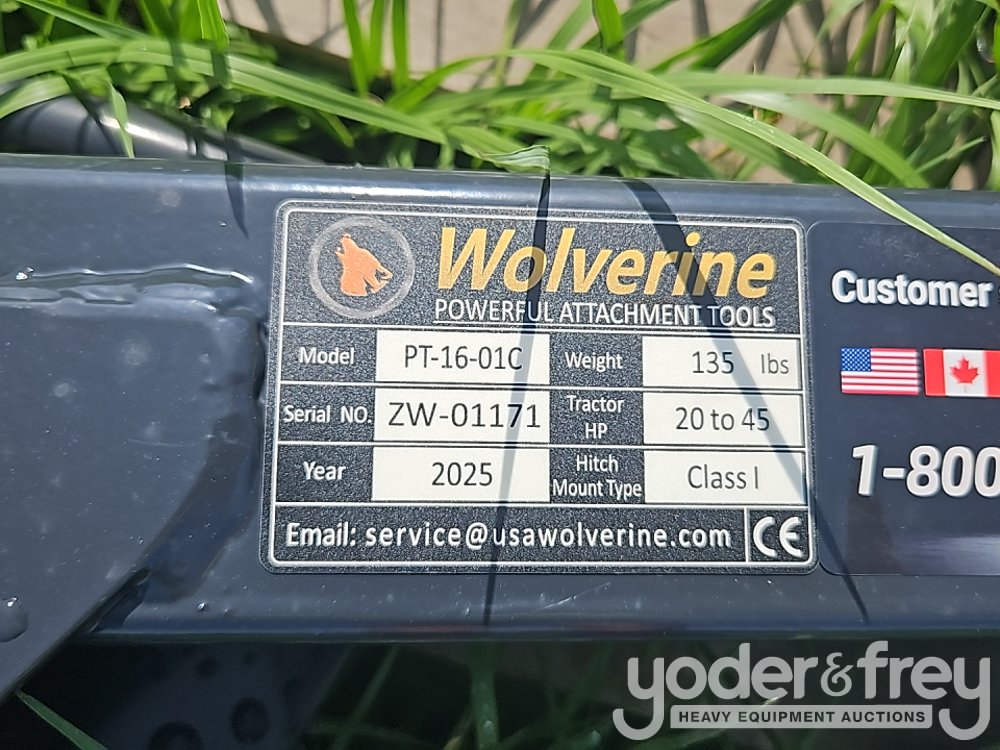 Wolverine
POWERFUL ATTACHMENT TOOLS
Model PT-16-01C Weight 135 lbs
Serial NO. ZW-01171 Tractor HP 20 to 45
Year 2025 Hitch Mount Type Class I
Email: service@usawolverine.com CE
Customer
1-800
yoder&frey
HEAVY EQUIPMENT AUCTIONS